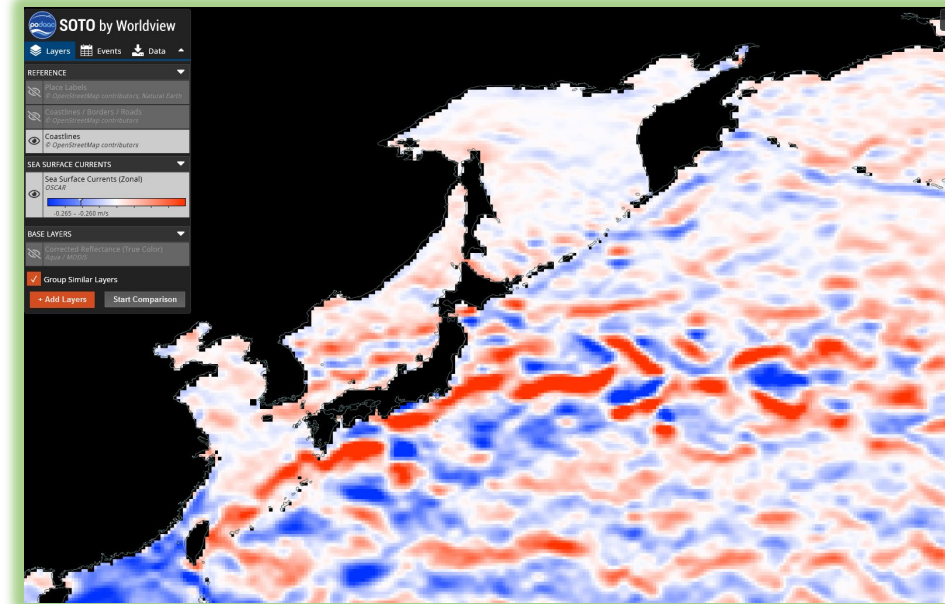 podaac SOTO by Worldview
Layers Events Data
REFERENCE
Place Labels
© OpenStreetMap contributors, Natural Earth
Coastlines / Borders / Roads
© OpenStreetMap contributors
Coastlines
© OpenStreetMap contributors
SEA SURFACE CURRENTS
Sea Surface Currents (Zonal)
OSCAR
-0.265 – -0.260 m/s
BASE LAYERS
Corrected Reflectance (True Color)
Aqua / MODIS
Group Similar Layers
+ Add Layers Start Comparison